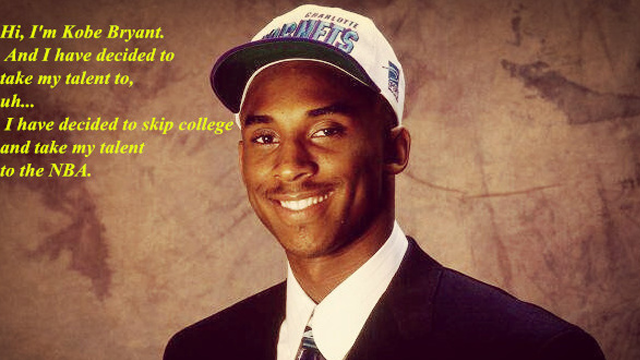 Hi, I'm Kobe Bryant.
And I have decided to
take my talent to,
uh...
I have decided to skip college
and take my talent
to the NBA.
CHARLOTTE
HORNETS